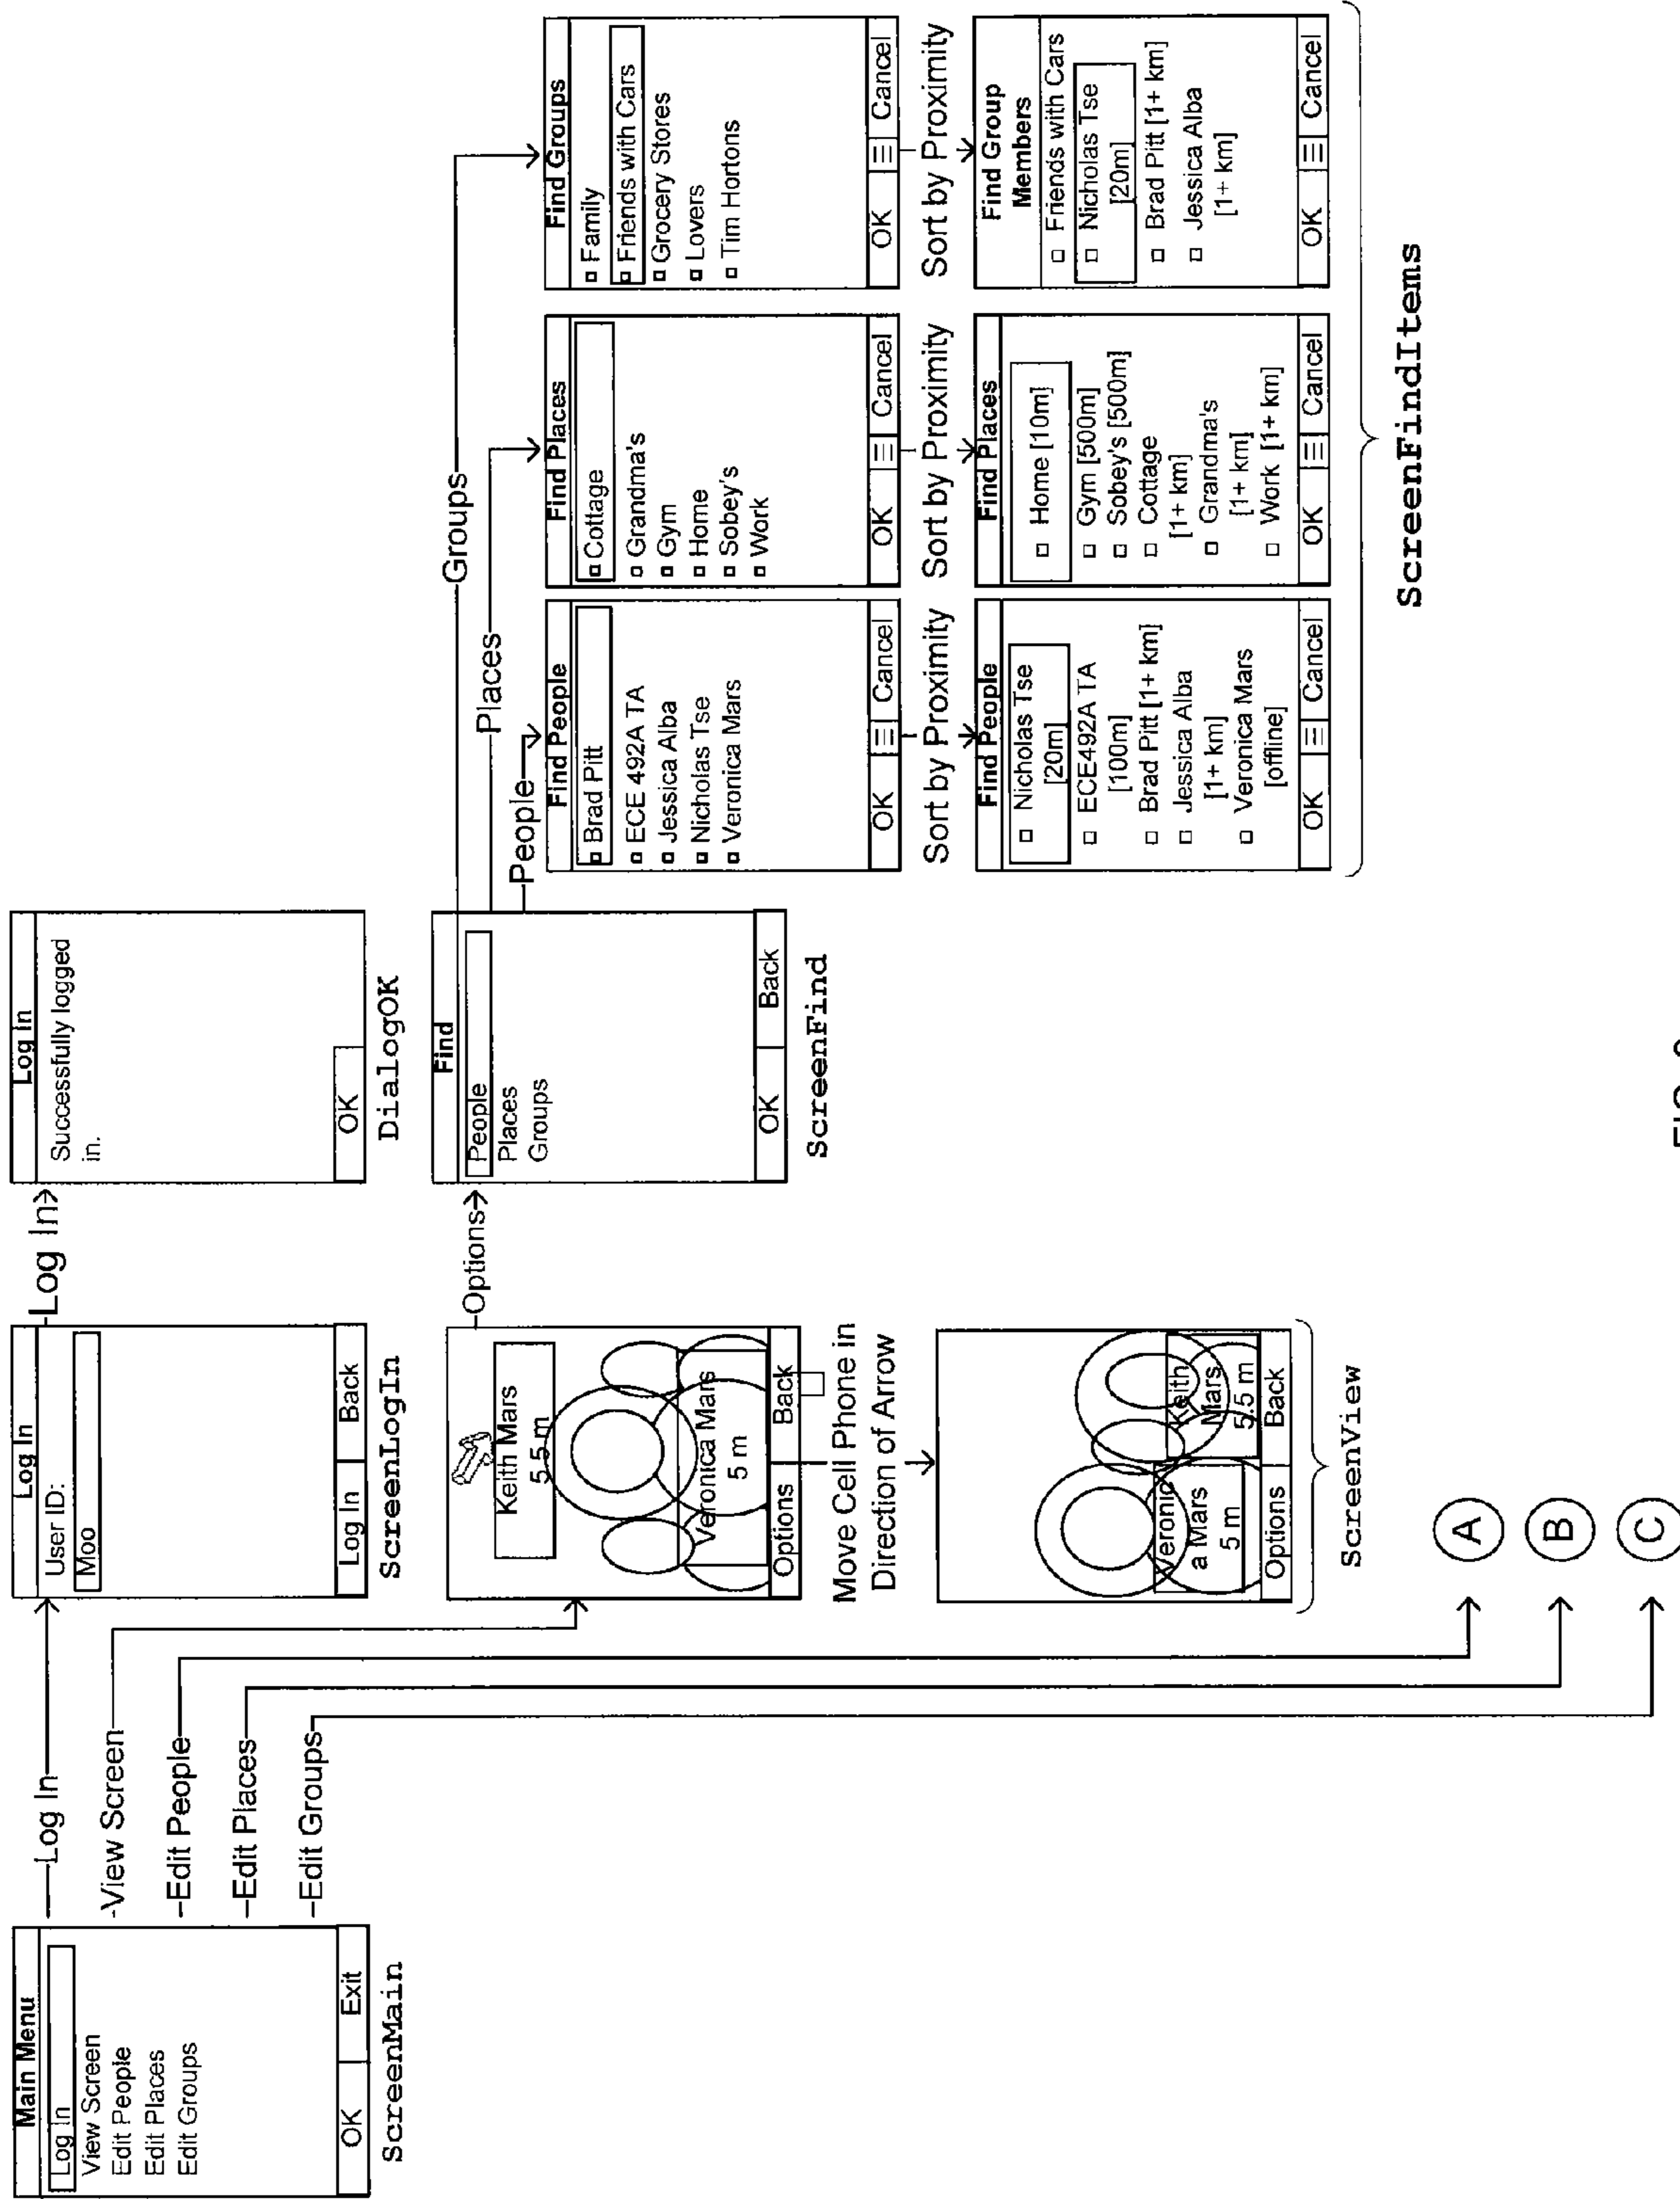 Main Menu
Log In
View Screen
Edit People
Edit Places
Edit Groups
OK
Exit
ScreenMain
Log In
View Screen
Edit People
Edit Places
Edit Groups
Log In
User ID:
Moo
Log In
Back
ScreenLogIn
Log In
Log In
Successfully logged
in.
OK
DialogOK
Keith Mars
5.5 m
Veronica Mars
5 m
Options
Back
Move Cell Phone in
Direction of Arrow
Veronic
a Mars
5 m
Keith
Mars
5.5 m
Options
Back
ScreenView
A
B
C
Options
Find
People
Places
Groups
OK
Back
ScreenFind
People
Places
Groups
Find People
Brad Pitt
ECE 492A TA
Jessica Alba
Nicholas Tse
Veronica Mars
OK
Cancel
Sort by Proximity
Find People
Nicholas Tse
[20m]
ECE492A TA
[100m]
Brad Pitt [1+ km]
Jessica Alba
[1+ km]
Veronica Mars
[offline]
OK
Cancel
Find Places
Cottage
Grandma's
Gym
Home
Sobey's
Work
OK
Cancel
Sort by Proximity
Find Places
Home [10m]
Gym [500m]
Sobey's [500m]
Cottage
[1+ km]
Grandma's
[1+ km]
Work [1+ km]
OK
Cancel
Find Groups
Family
Friends with Cars
Grocery Stores
Lovers
Tim Hortons
OK
Cancel
Sort by Proximity
Find Group
Members
Friends with Cars
Nicholas Tse
[20m]
Brad Pitt [1+ km]
Jessica Alba
[1+ km]
OK
Cancel
ScreenFindItems